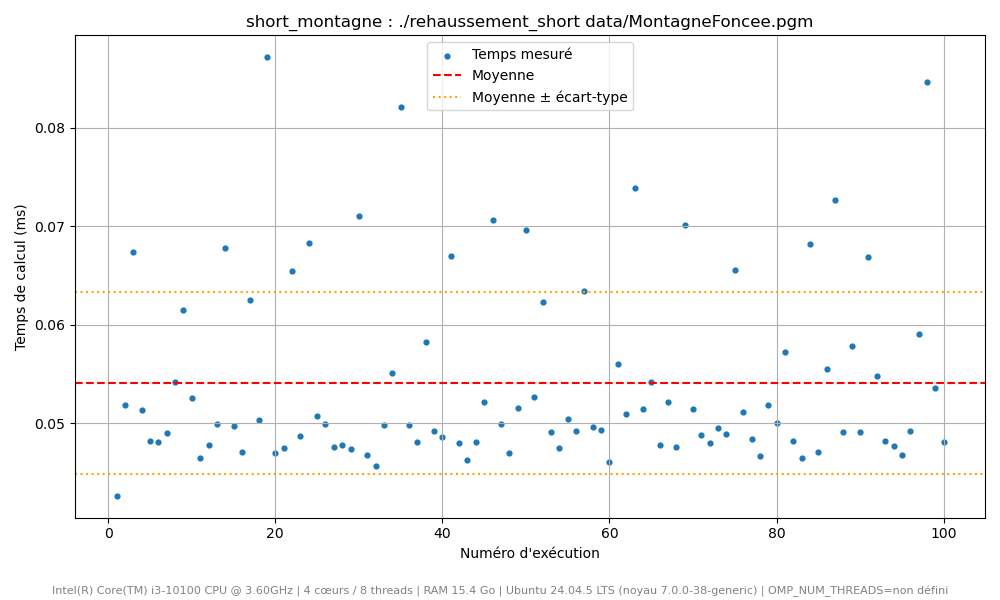 short_montagne : ./rehaussement_short data/MontagneFoncee.pgm
Temps mesuré
Moyenne
Moyenne ± écart-type
0.08
0.07
0.06
0.05
Temps de calcul (ms)
0 20 40 60 80 100
Numéro d'exécution
Intel(R) Core(TM) i3-10100 CPU @ 3.60GHz | 4 cœurs / 8 threads | RAM 15.4 Go | Ubuntu 24.04.5 LTS (noyau 7.0.0-38-generic) | OMP_NUM_THREADS=non défini